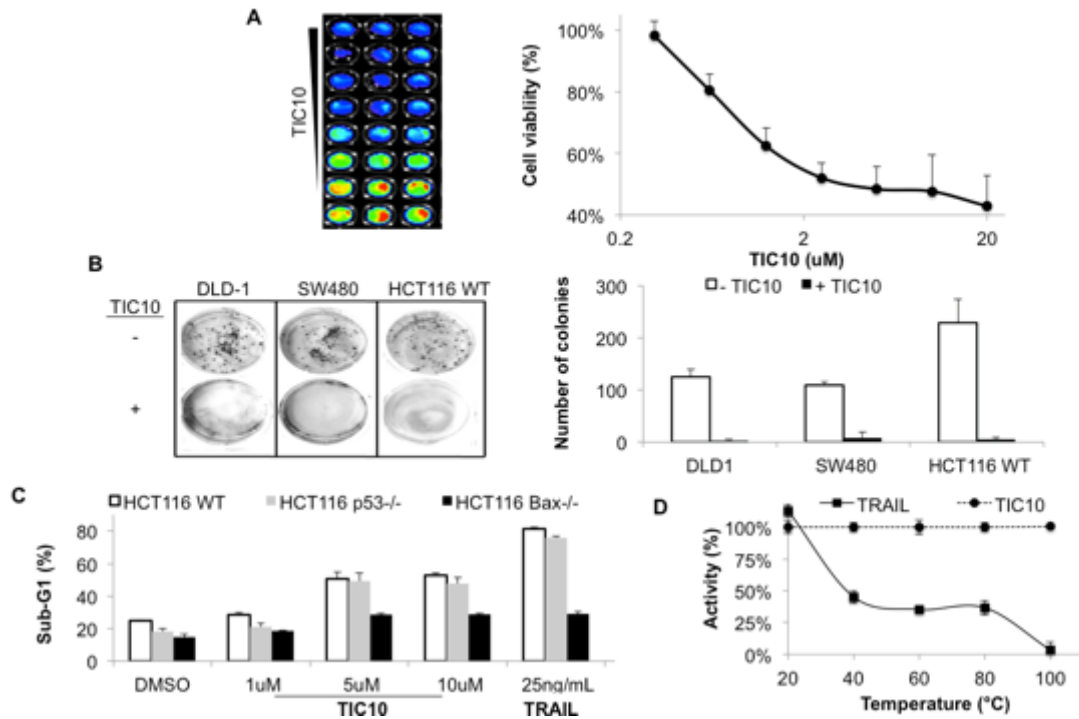 A
TIC10
Cell viabliity (%)
100%
80%
60%
40%
0.2
2
20
TIC10 (uM)
B
TIC10
DLD-1
SW480
HCT116 WT
-
+
- TIC10
+ TIC10
Number of colonies
300
200
100
0
DLD1
SW480
HCT116 WT
C
HCT116 WT
HCT116 p53-/-
HCT116 Bax-/-
Sub-G1 (%)
80
60
40
20
0
DMSO
1uM
5uM
10uM
25ng/mL
TIC10
TRAIL
D
TRAIL
TIC10
Activity (%)
100%
75%
50%
25%
0%
20
40
60
80
100
Temperature (°C)